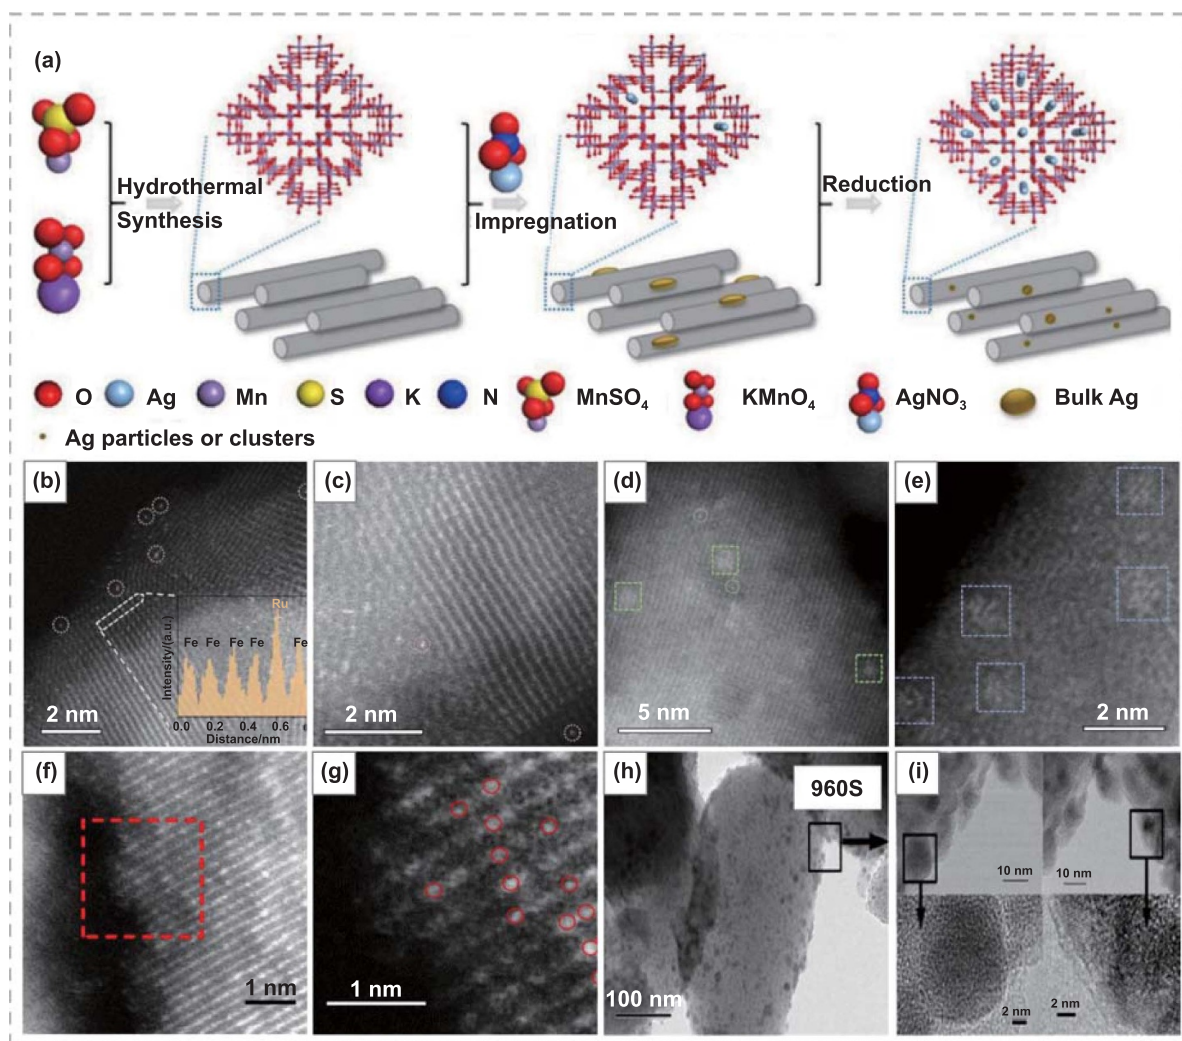 (a)
Hydrothermal
Synthesis
Impregnation
Reduction
O Ag Mn S K N MnSO4 KMnO4 AgNO3 Bulk Ag
Ag particles or clusters
(b)
Ru
Fe Fe Fe Fe Fe
Intensity/(a.u.)
0.0 0.2 0.4 0.6
Distance/nm
2 nm
(c)
2 nm
(d)
5 nm
(e)
2 nm
(f)
1 nm
(g)
1 nm
(h)
960S
100 nm
(i)
10 nm
10 nm
2 nm
2 nm